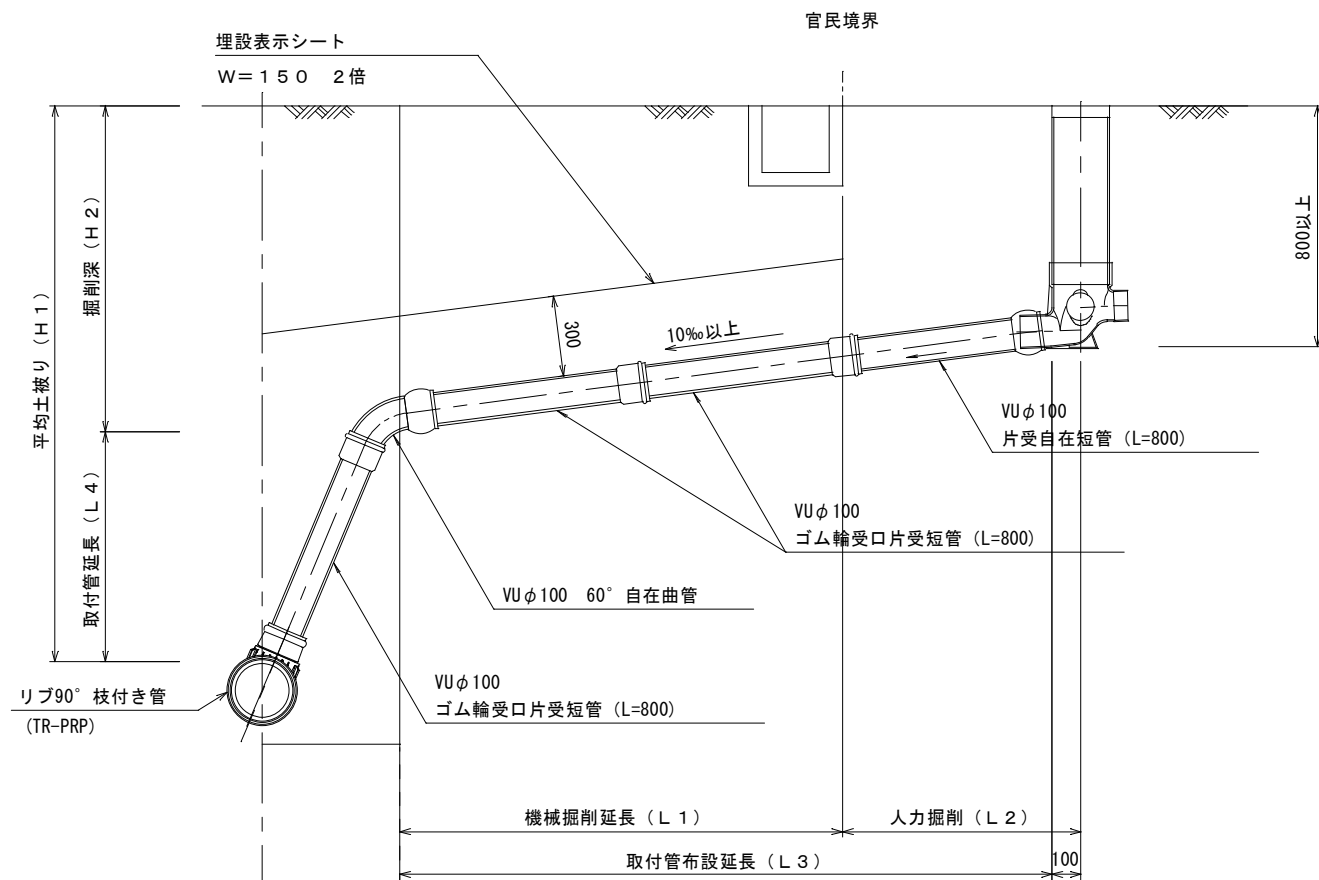 官民境界
埋設表示シート
W=150 2倍
平均土被り（H1）
掘削深（H2）
取付管延長（L4）
300
10‰以上
800以上
VUφ100
片受自在短管（L=800）
VUφ100
ゴム輪受口片受短管（L=800）
VUφ100 60°自在曲管
VUφ100
ゴム輪受口片受短管（L=800）
リブ90°枝付き管
(TR-PRP)
機械掘削延長（L1）
人力掘削（L2）
取付管布設延長（L3）
100